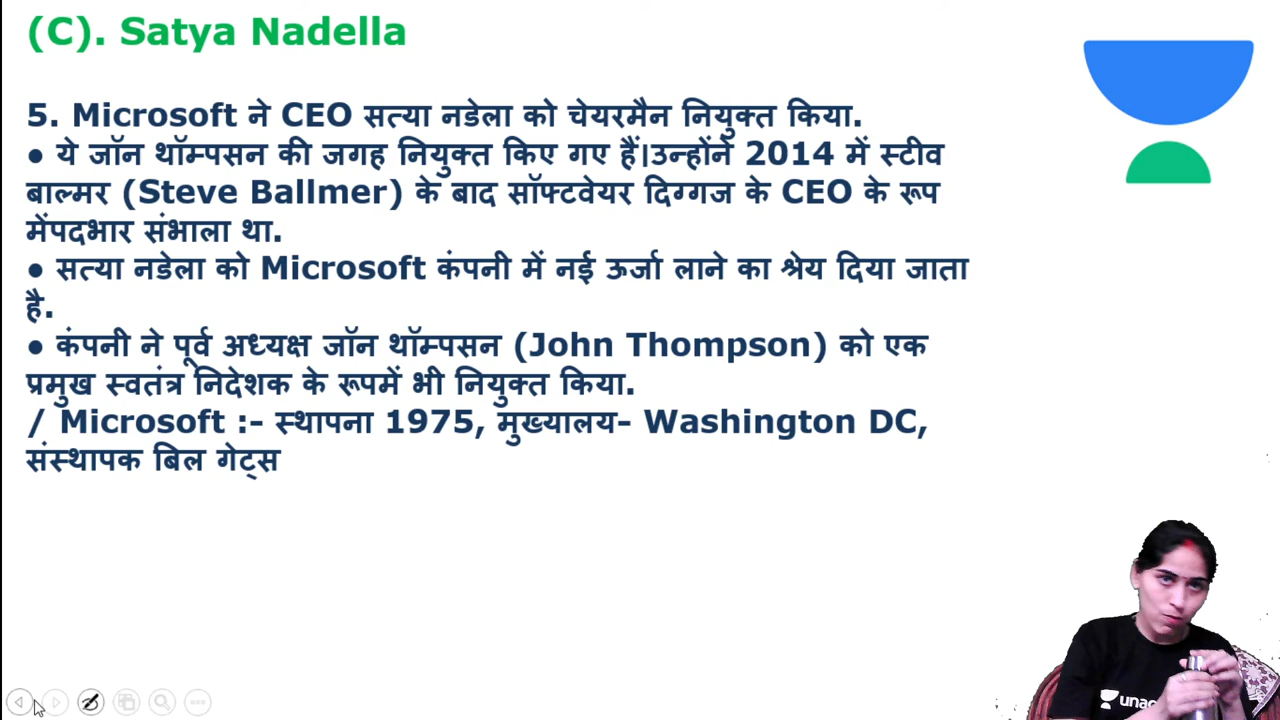 (C). Satya Nadella
5. Microsoft ने CEO सत्या नडेला को चेयरमैन नियुक्त किया.
● ये जॉन थॉम्पसन की जगह नियुक्त किए गए हैं।उन्होंने 2014 में स्टीव
बाल्मर (Steve Ballmer) के बाद सॉफ्टवेयर दिग्गज के CEO के रूप
मेंपदभार संभाला था.
● सत्या नडेला को Microsoft कंपनी में नई ऊर्जा लाने का श्रेय दिया जाता
है.
● कंपनी ने पूर्व अध्यक्ष जॉन थॉम्पसन (John Thompson) को एक
प्रमुख स्वतंत्र निदेशक के रूपमें भी नियुक्त किया.
/ Microsoft :- स्थापना 1975, मुख्यालय- Washington DC,
संस्थापक बिल गेट्स